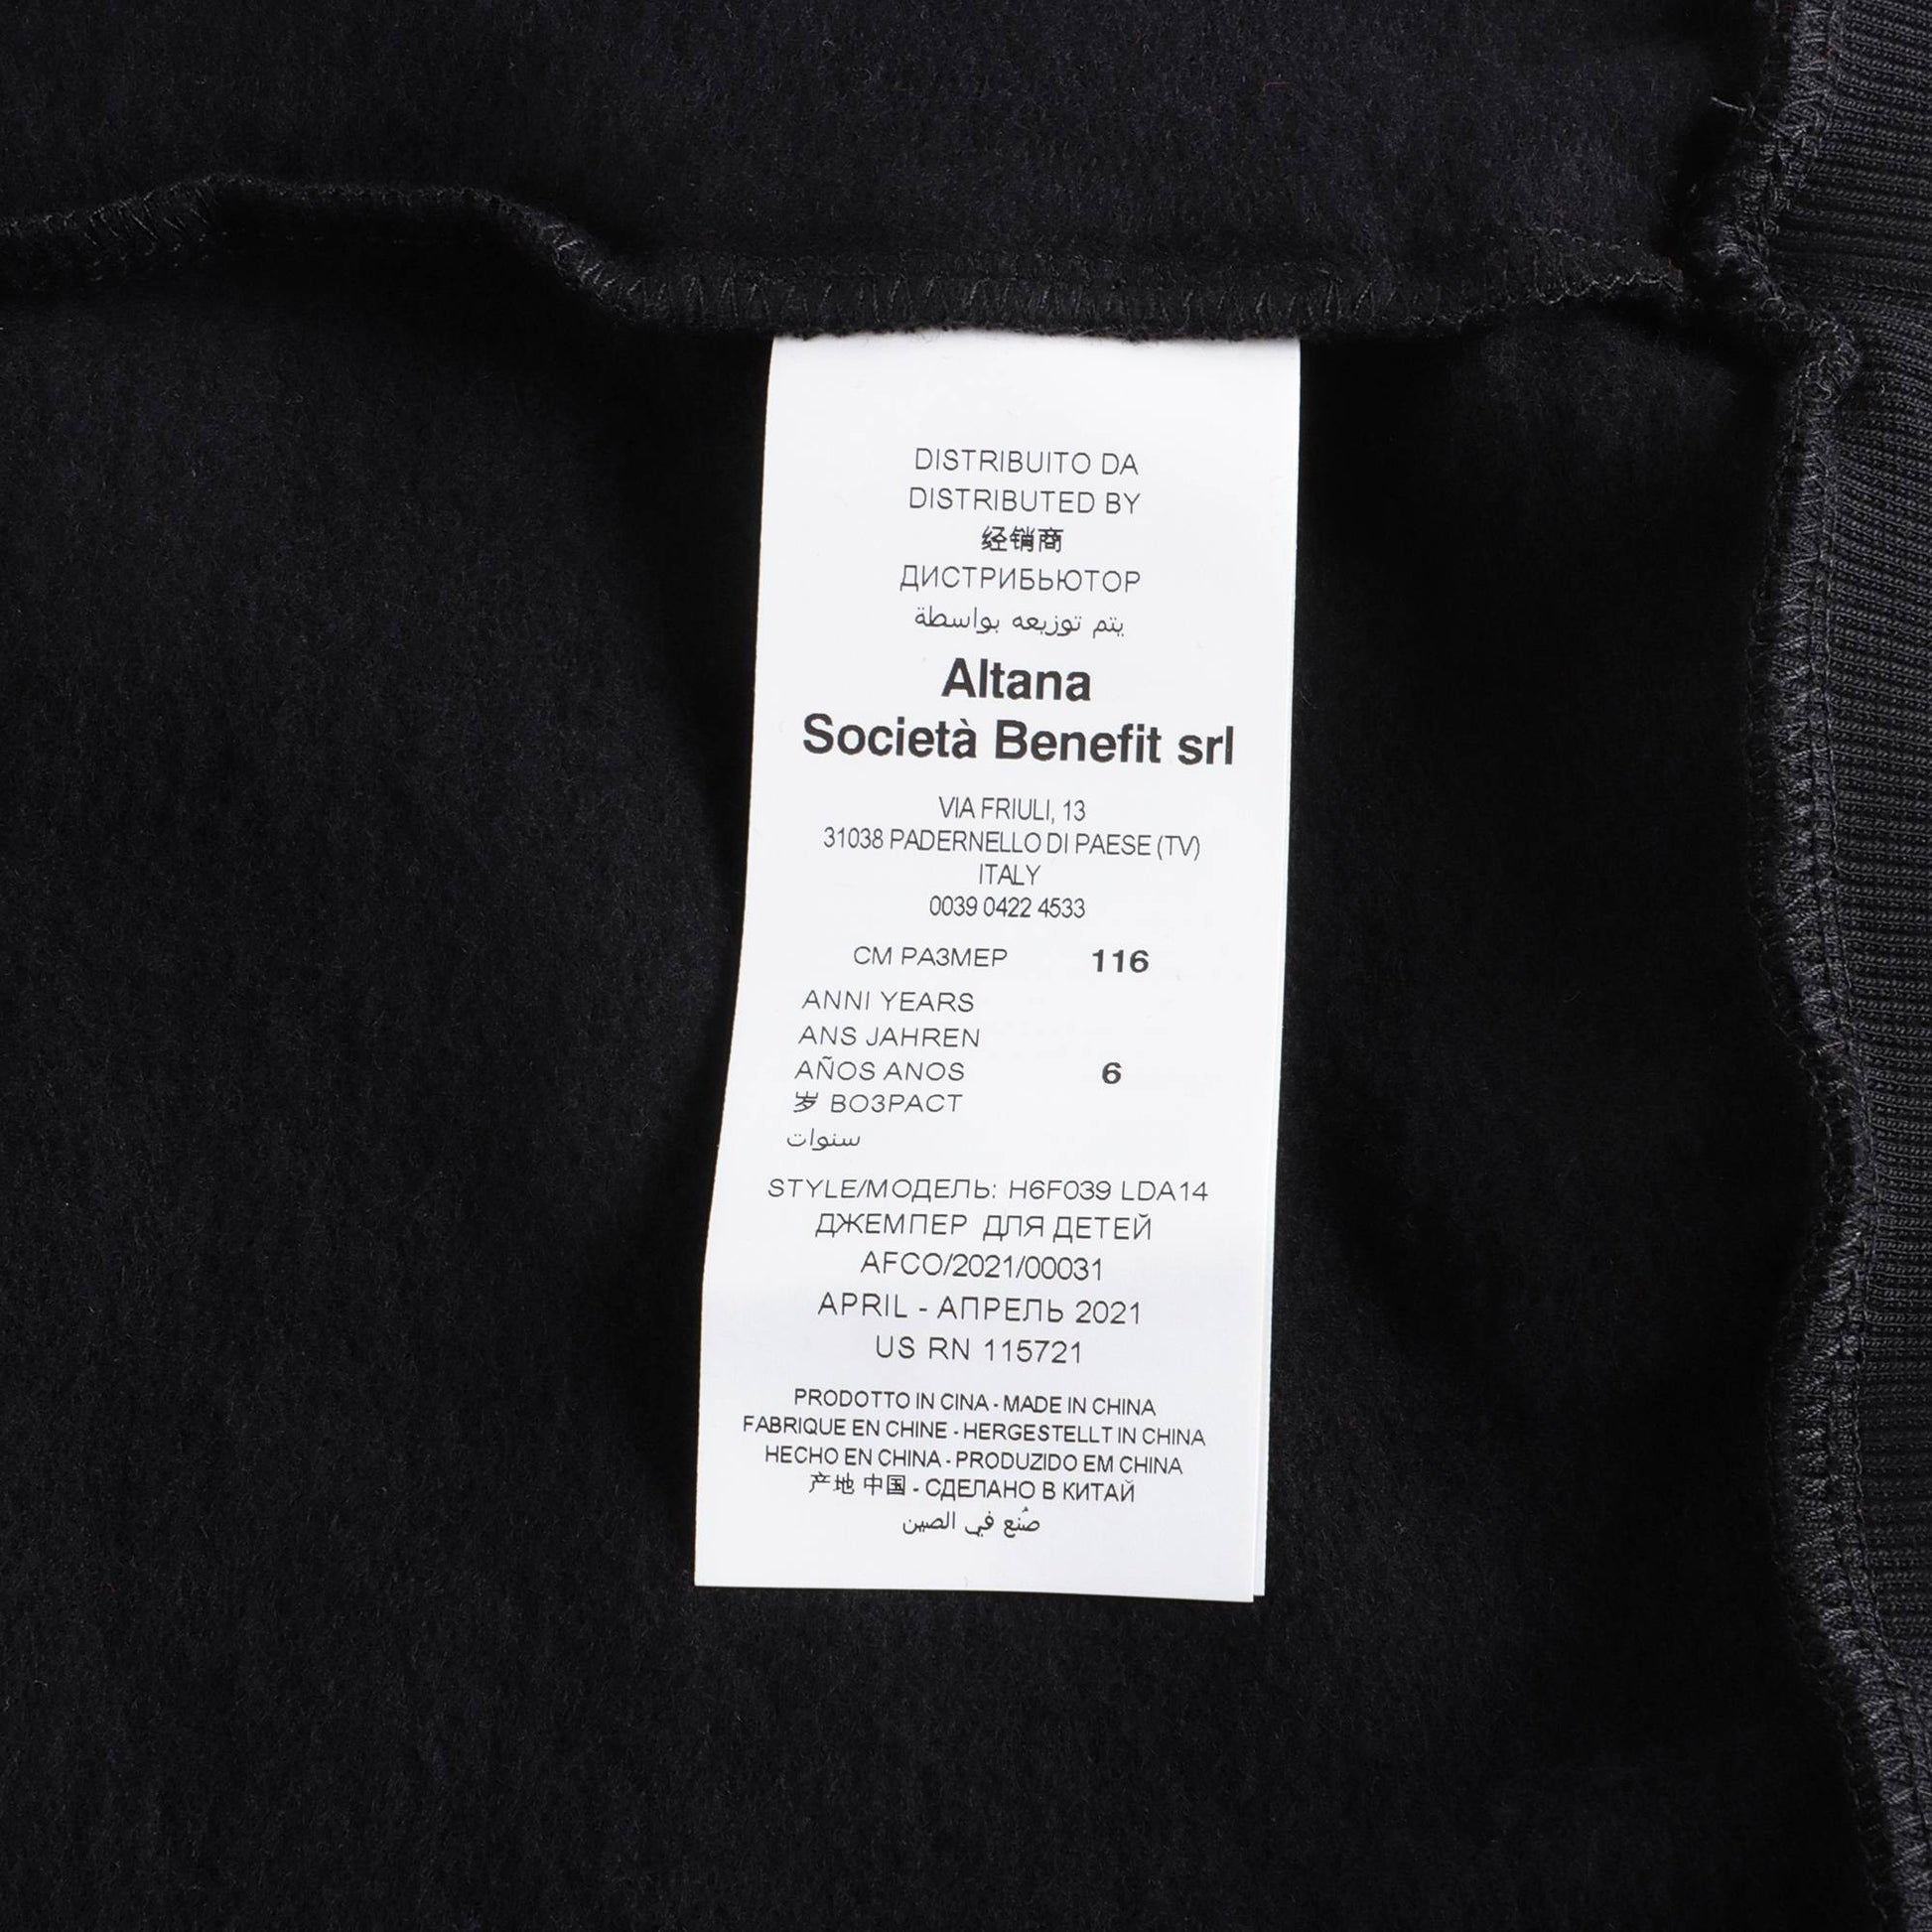 DISTRIBUITO DA
DISTRIBUTED BY
经销商
ДИСТРИБЬЮТОР
يتم توزيعه بواسطة
Altana
Società Benefit srl
VIA FRIULI, 13
31038 PADERNELLO DI PAESE (TV)
ITALY
0039 0422 4533
СМ РАЗМЕР 116
ANNI YEARS
ANS JAHREN
AÑOS ANOS 6
岁 ВОЗРАСТ
سنوات
STYLE/МОДЕЛЬ: H6F039 LDA14
ДЖЕМПЕР ДЛЯ ДЕТЕЙ
AFCO/2021/00031
APRIL - АПРЕЛЬ 2021
US RN 115721
PRODOTTO IN CINA - MADE IN CHINA
FABRIQUE EN CHINE - HERGESTELLT IN CHINA
HECHO EN CHINA - PRODUZIDO EM CHINA
产地 中国 - СДЕЛАНО В КИТАЙ
صُنع في الصين